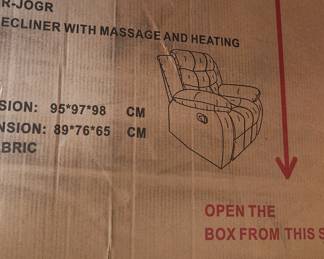 R-JOGR
ECLINER WITH MASSAGE AND HEATING
SION: 95*97*98 CM
NSION: 89*76*65 CM
BRIC
OPEN THE
BOX FROM THIS S